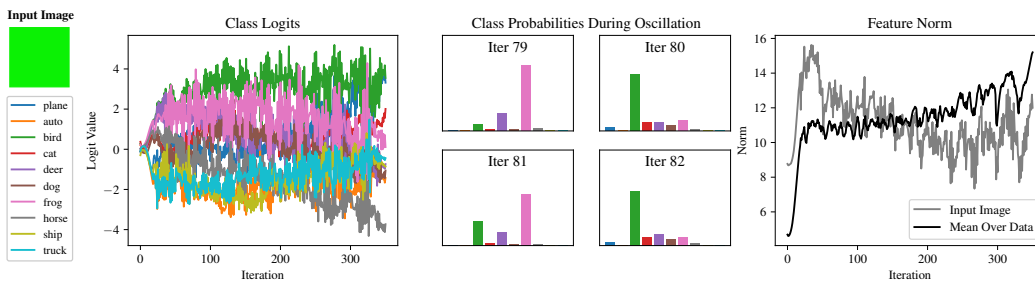 Input Image
plane
auto
bird
cat
deer
dog
frog
horse
ship
truck
Class Logits
Logit Value
4
2
0
−2
−4
0
100
200
300
Iteration
Class Probabilities During Oscillation
Iter 79
Iter 80
Iter 81
Iter 82
Feature Norm
Norm
16
14
12
10
8
6
0
100
200
300
Iteration
Input Image
Mean Over Data